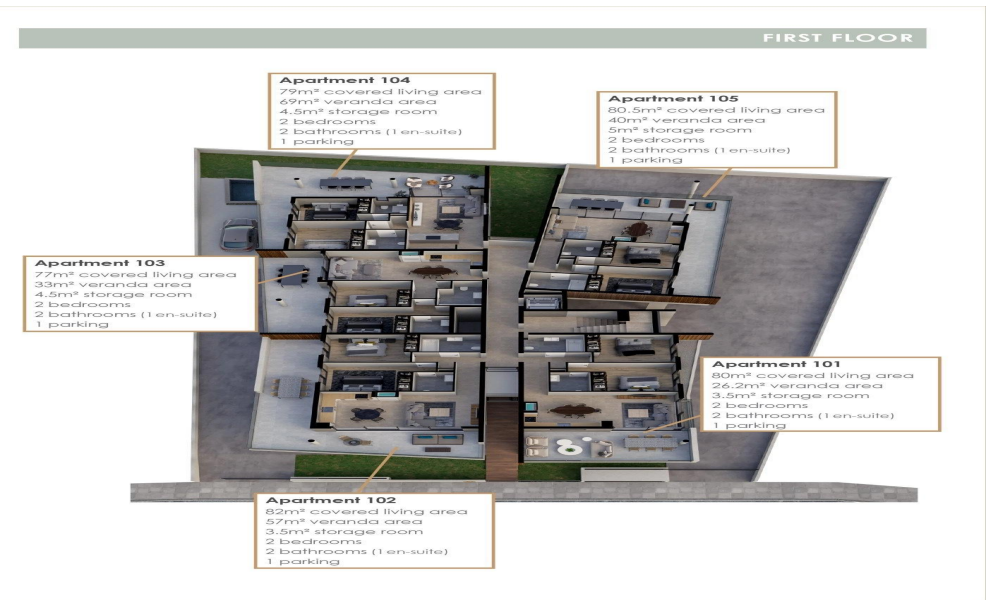 FIRST FLOOR
Apartment 104
79m² covered living area
69m² veranda area
4.5m² storage room
2 bedrooms
2 bathrooms (1 en-suite)
1 parking
Apartment 105
80.5m² covered living area
40m² veranda area
5m² storage room
2 bedrooms
2 bathrooms (1 en-suite)
1 parking
Apartment 103
77m² covered living area
33m² veranda area
4.5m² storage room
2 bedrooms
2 bathrooms (1 en-suite)
1 parking
Apartment 101
80m² covered living area
26.2m² veranda area
3.5m² storage room
2 bedrooms
2 bathrooms (1 en-suite)
1 parking
Apartment 102
82m² covered living area
57m² veranda area
3.5m² storage room
2 bedrooms
2 bathrooms (1 en-suite)
1 parking